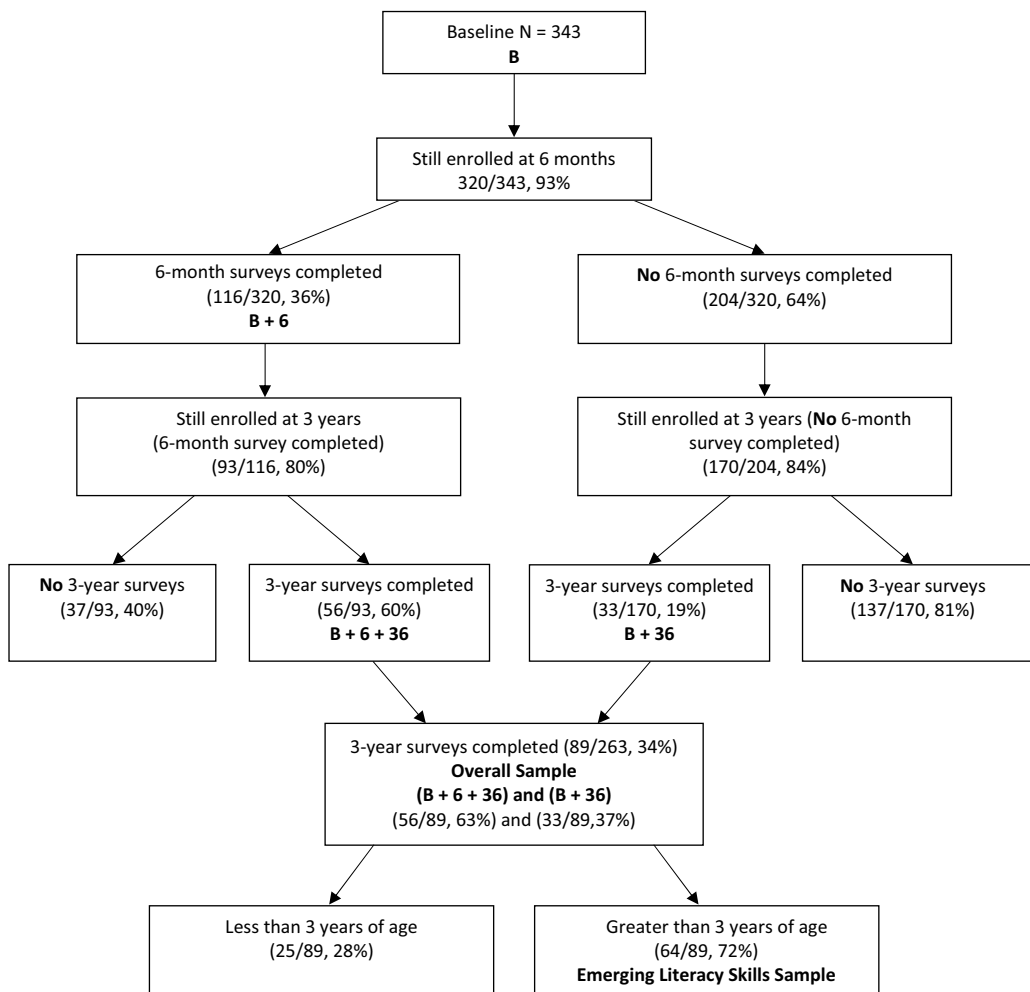 Baseline N = 343
B
Still enrolled at 6 months
320/343, 93%
6-month surveys completed
(116/320, 36%)
B + 6
No 6-month surveys completed
(204/320, 64%)
Still enrolled at 3 years
(6-month survey completed)
(93/116, 80%)
Still enrolled at 3 years (No 6-month
survey completed)
(170/204, 84%)
No 3-year surveys
(37/93, 40%)
3-year surveys completed
(56/93, 60%)
B + 6 + 36
3-year surveys completed
(33/170, 19%)
B + 36
No 3-year surveys
(137/170, 81%)
3-year surveys completed (89/263, 34%)
Overall Sample
(B + 6 + 36) and (B + 36)
(56/89, 63%) and (33/89,37%)
Less than 3 years of age
(25/89, 28%)
Greater than 3 years of age
(64/89, 72%)
Emerging Literacy Skills Sample